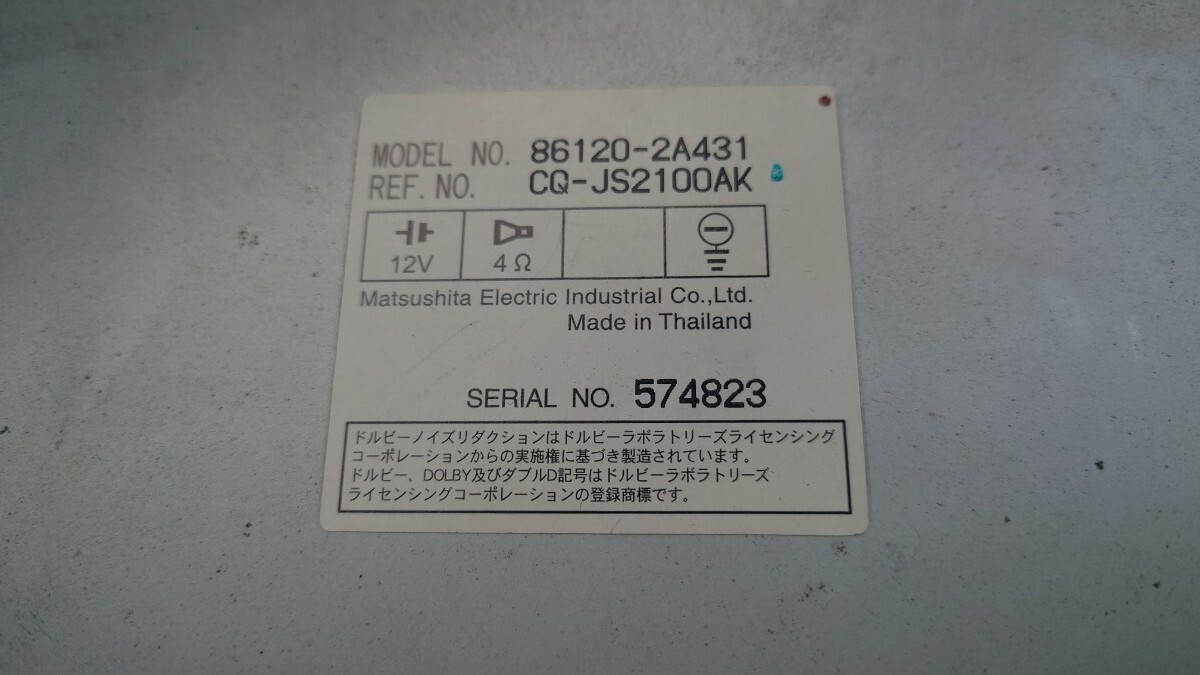 MODEL NO. 86120-2A431
REF. NO. CQ-JS2100AK
12V 4Ω
Matsushita Electric Industrial Co.,Ltd.
Made in Thailand
SERIAL NO. 574823
ドルビーノイズリダクションはドルビーラボラトリーズライセンシング
コーポレーションからの実施権に基づき製造されています。
ドルビー、DOLBY及びダブルD記号はドルビーラボラトリーズ
ライセンシングコーポレーションの登録商標です。